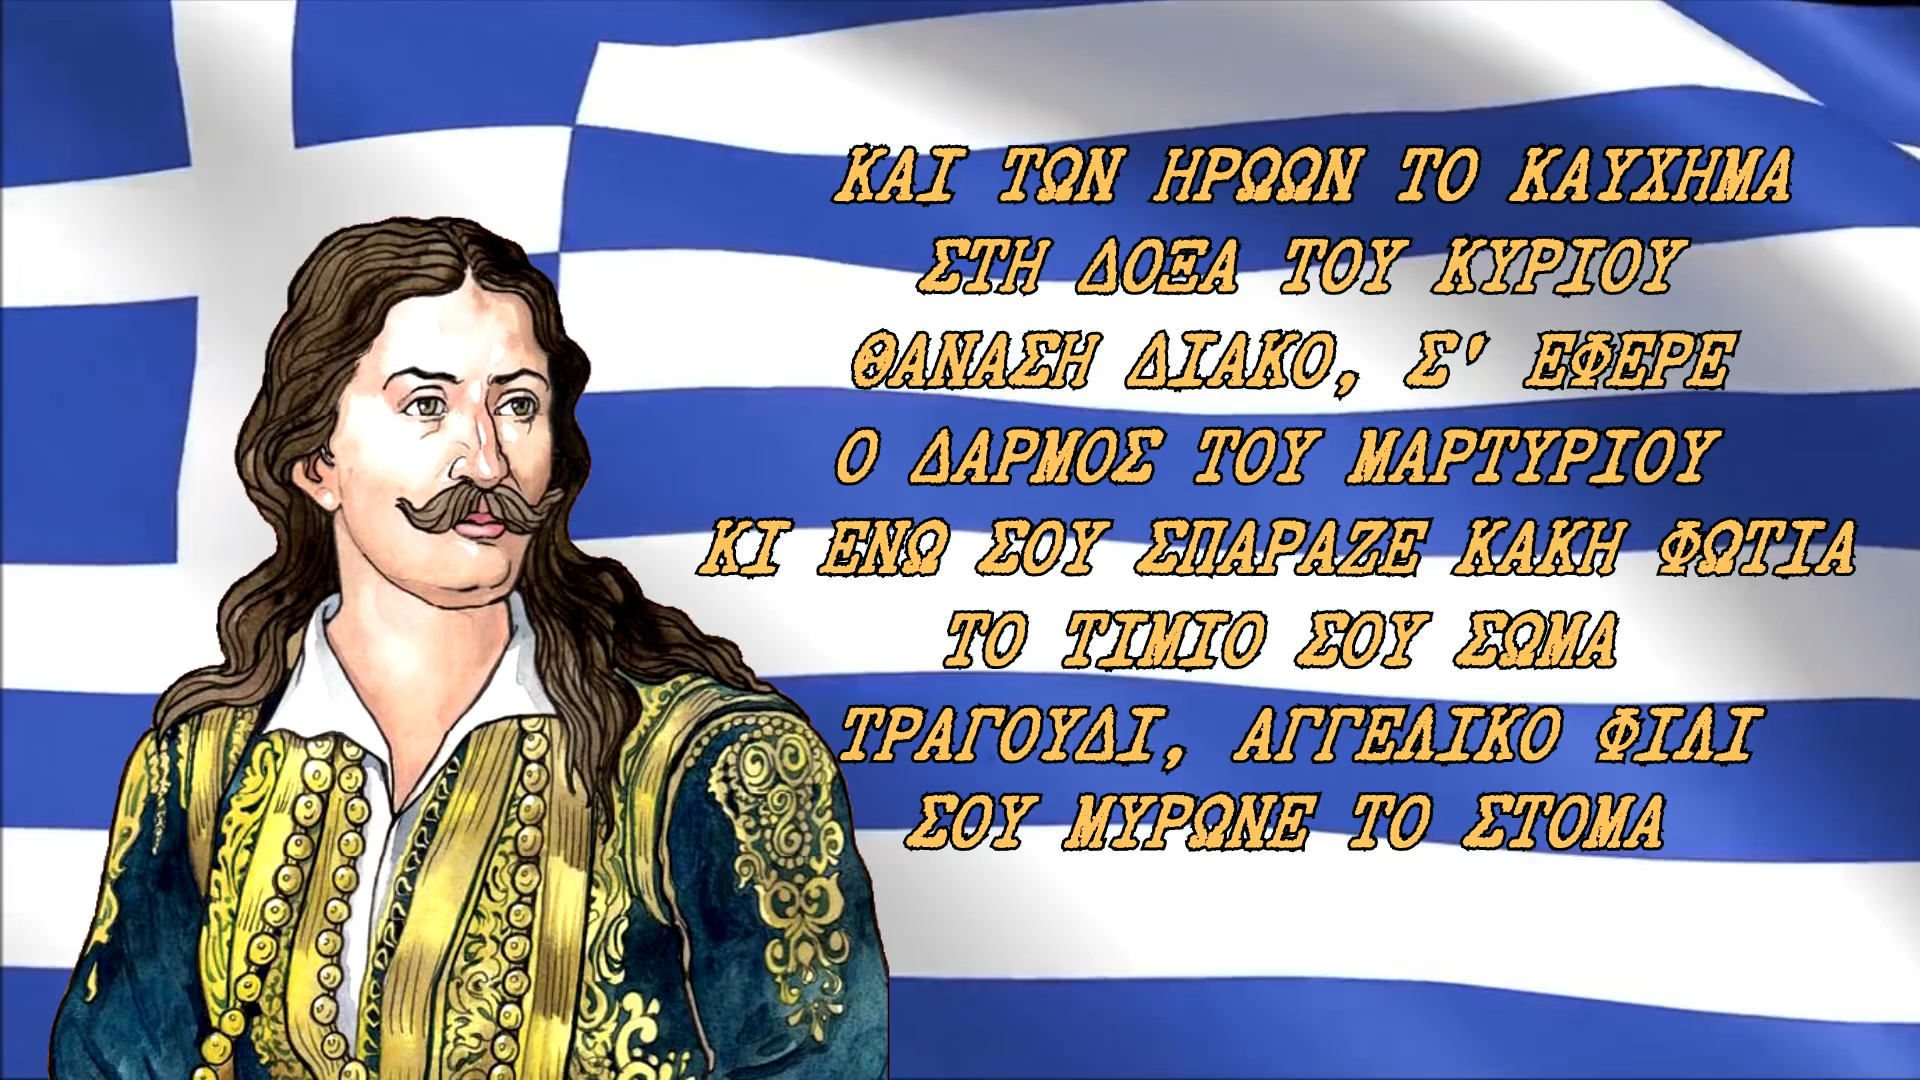 ΚΑΙ ΤΩΝ ΗΡΩΩΝ ΤΟ ΚΑΥΧΗΜΑ
ΣΤΗ ΔΟΞΑ ΤΟΥ ΚΥΡΙΟΥ
ΘΑΝΑΣΗ ΔΙΑΚΟ, Σ' ΕΦΕΡΕ
Ο ΔΑΡΜΟΣ ΤΟΥ ΜΑΡΤΥΡΙΟΥ
ΚΙ ΕΝΩ ΣΟΥ ΣΠΑΡΑΖΕ ΚΑΚΗ ΦΩΤΙΑ
ΤΟ ΤΙΜΙΟ ΣΟΥ ΣΩΜΑ
ΤΡΑΓΟΥΔΙ, ΑΓΓΕΛΙΚΟ ΦΙΛΙ
ΣΟΥ ΜΥΡΩΝΕ ΤΟ ΣΤΟΜΑ